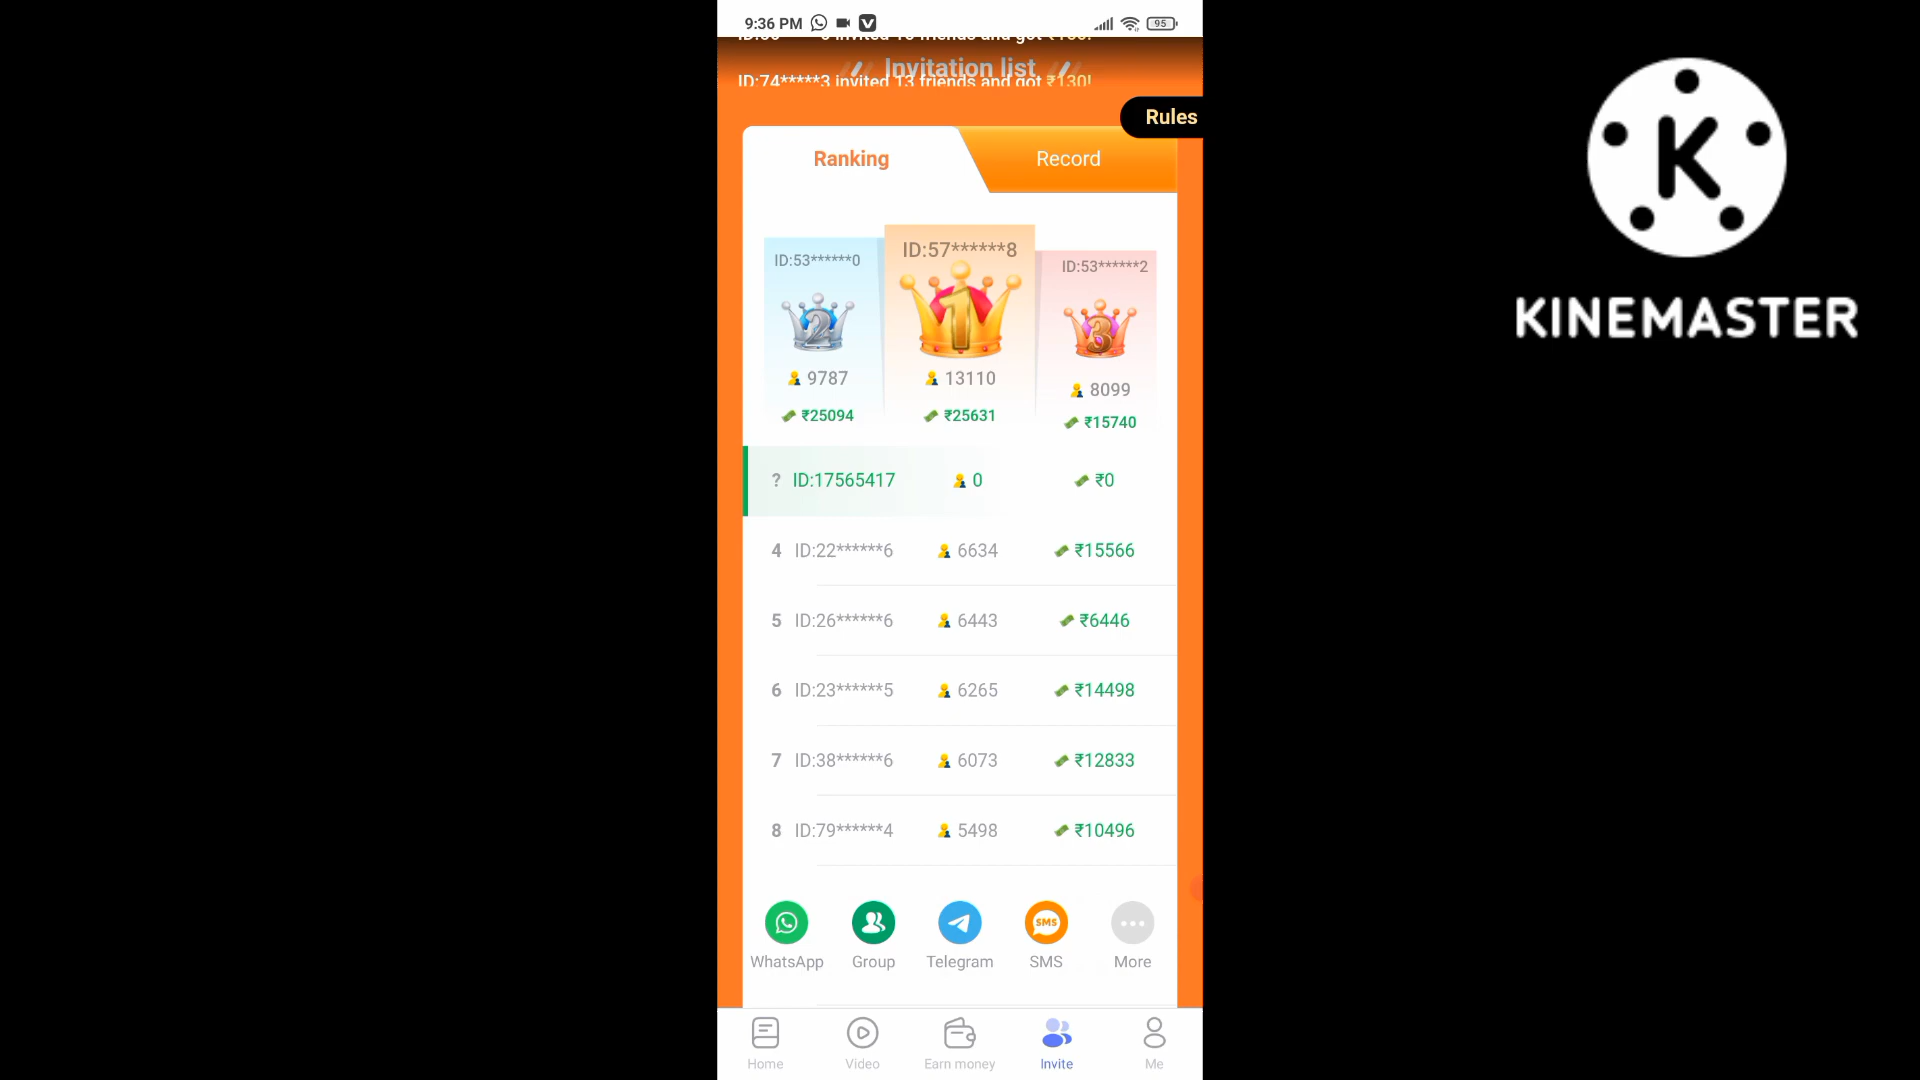 9:36 PM
95
Invitation list
ID:74*****3 invited 13 friends and got ₹130!
Rules
Ranking
Record
ID:53******0
ID:57******8
ID:53******2
2
1
3
9787
13110
8099
₹25094
₹25631
₹15740
? ID:17565417 0 ₹0
4 ID:22******6 6634 ₹15566
5 ID:26******6 6443 ₹6446
6 ID:23******5 6265 ₹14498
7 ID:38******6 6073 ₹12833
8 ID:79******4 5498 ₹10496
SMS
WhatsApp Group Telegram SMS More
Home Video Earn money Invite Me
K
KINEMASTER